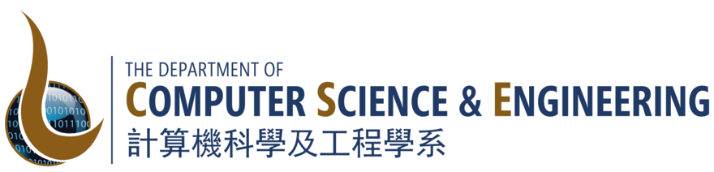 THE DEPARTMENT OF
COMPUTER SCIENCE & ENGINEERING
計算機科學及工程學系